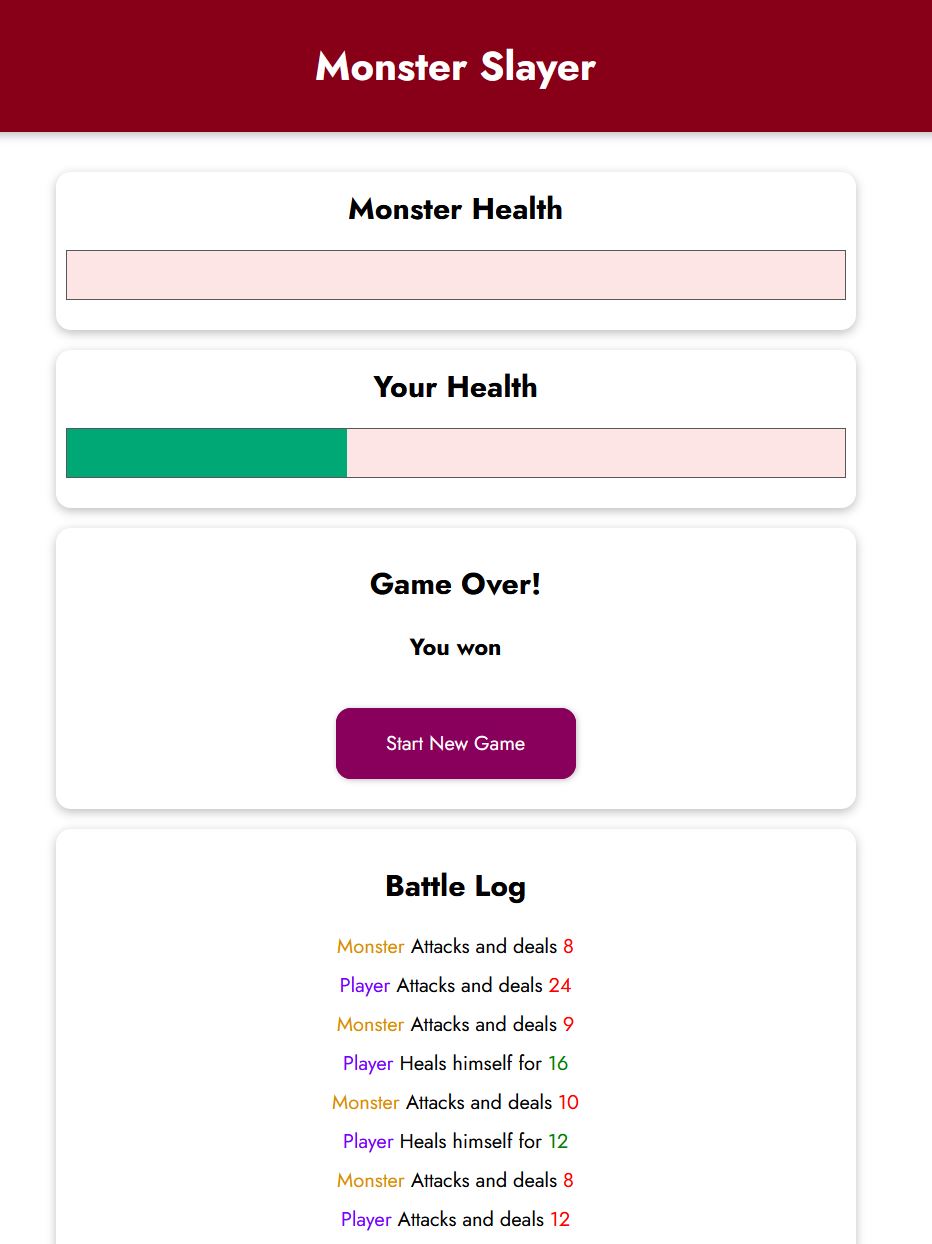 Monster Slayer
Monster Health
Your Health
Game Over!
You won
Start New Game
Battle Log
Monster Attacks and deals 8
Player Attacks and deals 24
Monster Attacks and deals 9
Player Heals himself for 16
Monster Attacks and deals 10
Player Heals himself for 12
Monster Attacks and deals 8
Player Attacks and deals 12